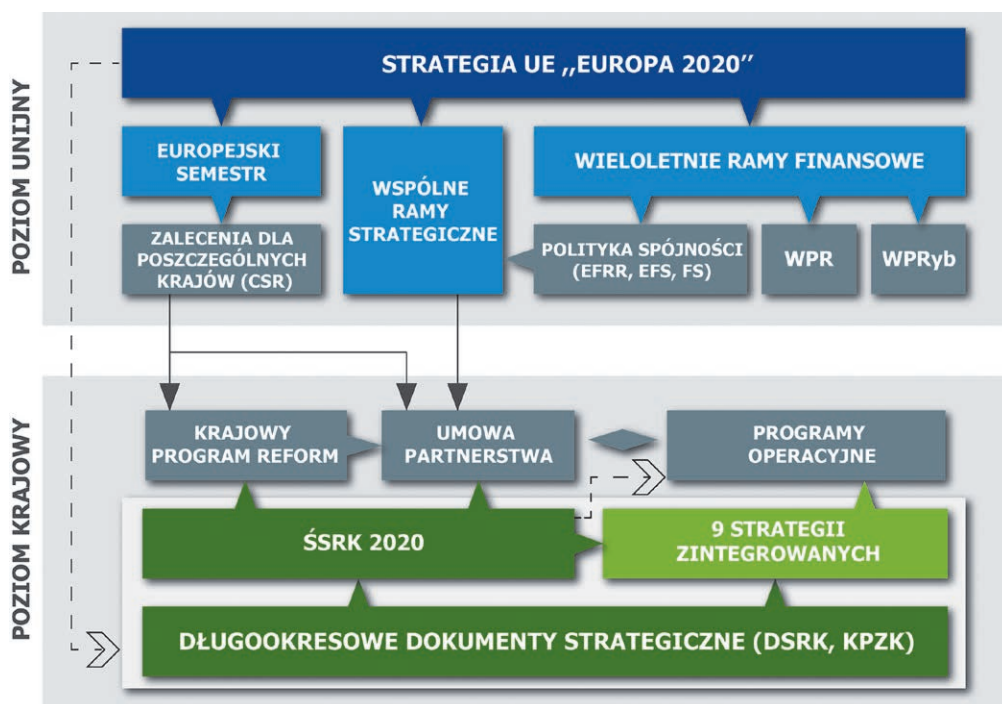 POZIOM UNIJNY
STRATEGIA UE ,,EUROPA 2020”
EUROPEJSKI
SEMESTR
WSPÓLNE
RAMY
STRATEGICZNE
WIELOLETNIE RAMY FINANSOWE
ZALECENIA DLA
POSZCZEGÓLNYCH
KRAJÓW (CSR)
POLITYKA SPÓJNOŚCI
(EFRR, EFS, FS)
WPR
WPRyb
POZIOM KRAJOWY
KRAJOWY
PROGRAM REFORM
UMOWA
PARTNERSTWA
PROGRAMY
OPERACYJNE
ŚSRK 2020
9 STRATEGII
ZINTEGROWANYCH
DŁUGOOKRESOWE DOKUMENTY STRATEGICZNE (DSRK, KPZK)